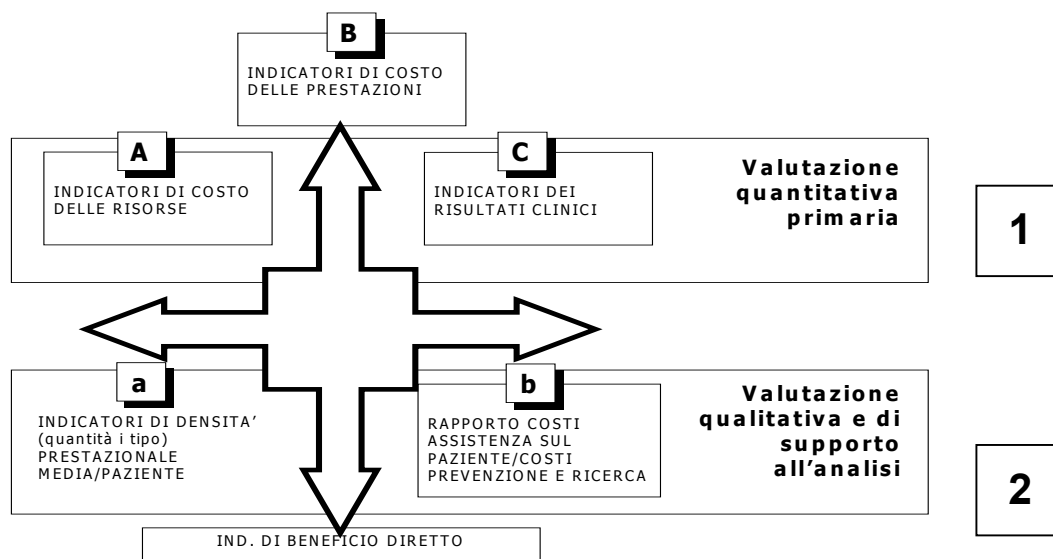 B
INDICATORI DI COSTO
DELLE PRESTAZIONI
A
INDICATORI DI COSTO
DELLE RISORSE
C
INDICATORI DEI
RISULTATI CLINICI
Valutazione
quantitativa
primaria
1
a
INDICATORI DI DENSITA’
(quantità i tipo)
PRESTAZIONALE
MEDIA/PAZIENTE
b
RAPPORTO COSTI
ASSISTENZA SUL
PAZIENTE/COSTI
PREVENZIONE E RICERCA
Valutazione
qualitativa e di
supporto
all’analisi
2
IND. DI BENEFICIO DIRETTO